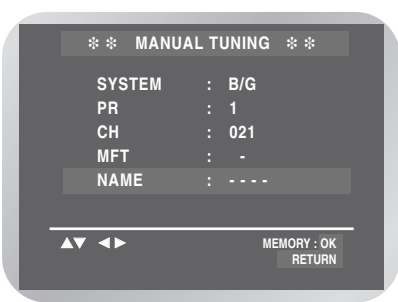 ❄ ❄ MANUAL TUNING ❄ ❄
SYSTEM : B/G
PR : 1
CH : 021
MFT : -
NAME : - - - -
▲▼ ◀▶ MEMORY : OK
RETURN